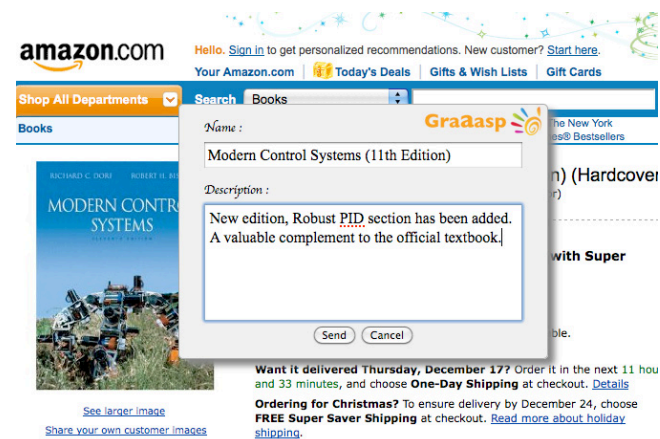 amazon.com
Hello. Sign in to get personalized recommendations. New customer? Start here.
Your Amazon.com
Today's Deals
Gifts & Wish Lists
Gift Cards
Shop All Departments
Search
Books
Books
The New York
Bestsellers
Graaasp
Name :
Modern Control Systems (11th Edition)
Description :
New edition, Robust PID section has been added.
A valuable complement to the official textbook.
Send
Cancel
(Hardcover
RICHARD C. DORF
ROBERT H.
MODERN CONTR
SYSTEMS
ELEVENTH EDITION
with Super
Want it delivered Thursday, December 17? Order it in the next 11 hou
and 33 minutes, and choose One-Day Shipping at checkout. Details
Ordering for Christmas? To ensure delivery by December 24, choose
FREE Super Saver Shipping at checkout. Read more about holiday
shipping.
See larger image
Share your own customer images